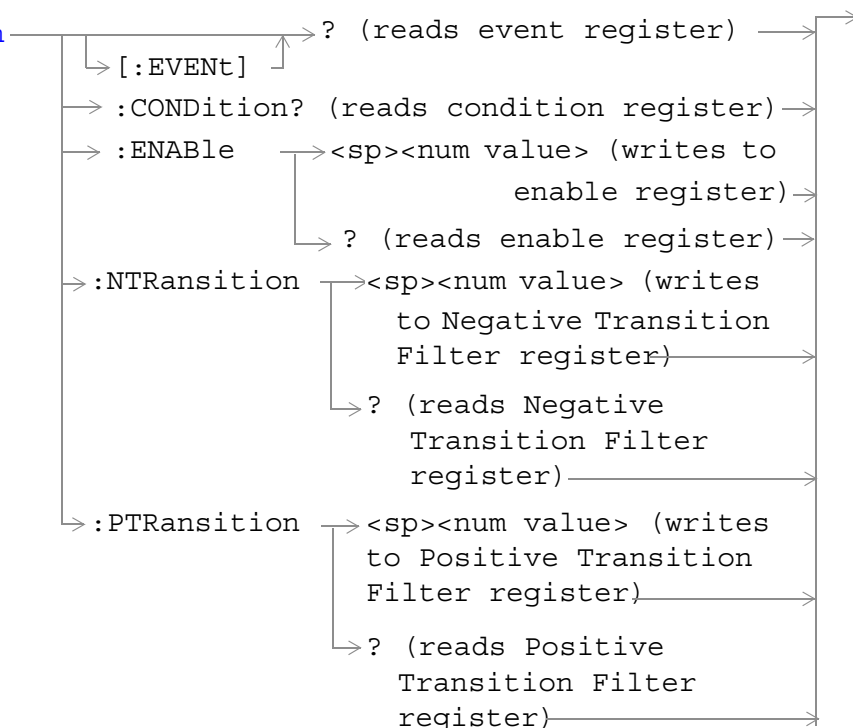 n
? (reads event register)
[:EVENt]
:CONDition? (reads condition register)
:ENABle <sp><num value> (writes to
enable register)
? (reads enable register)
:NTRansition <sp><num value> (writes
to Negative Transition
Filter register)
? (reads Negative
Transition Filter
register)
:PTRansition <sp><num value> (writes
to Positive Transition
Filter register)
? (reads Positive
Transition Filter
register)